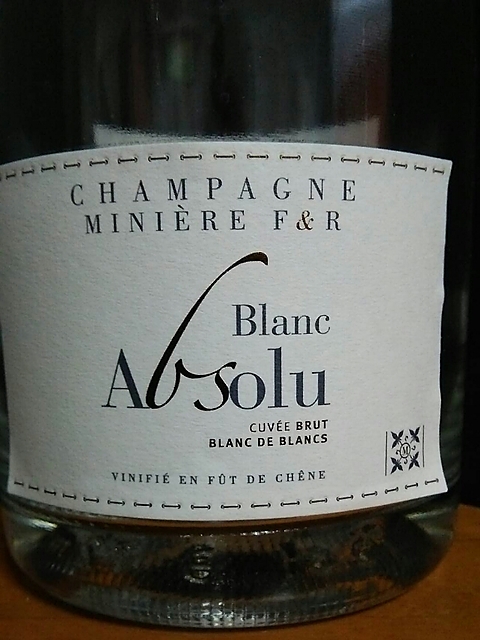 CHAMPAGNE
MINIÈRE F&R
Blanc
Absolu
CUVÉE BRUT
BLANC DE BLANCS
M
VINIFIÉ EN FÛT DE CHÊNE